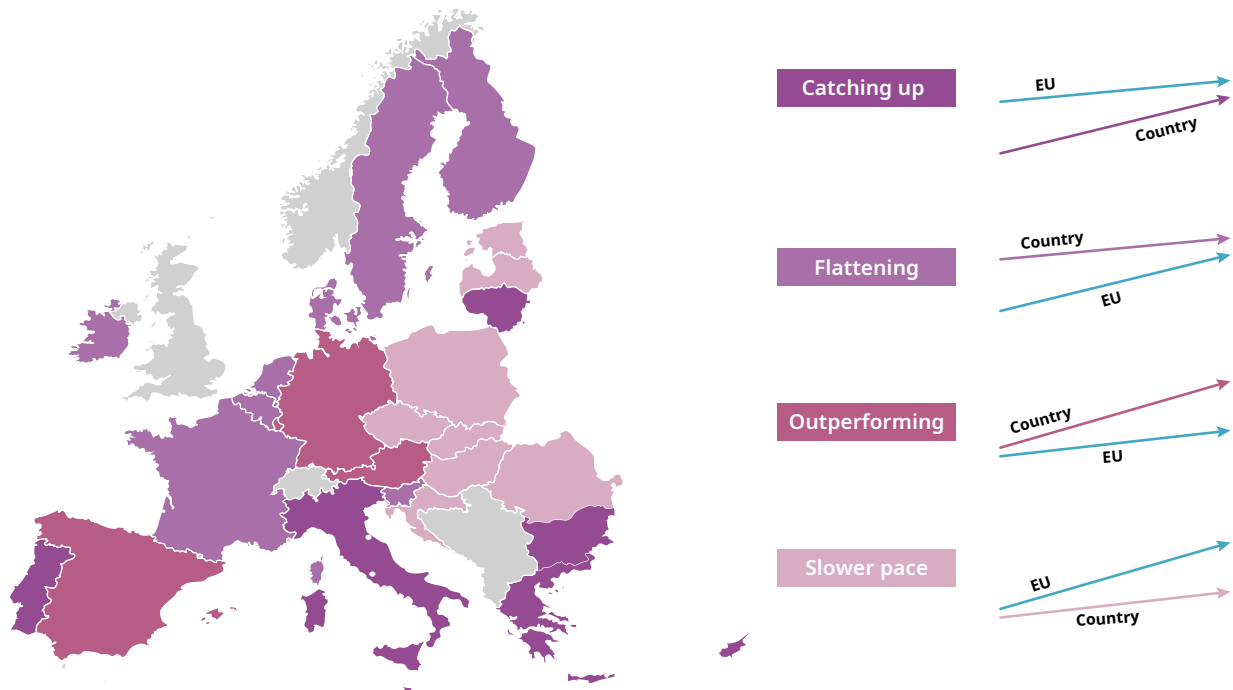 Catching up
EU
Country
Flattening
Country
EU
Outperforming
Country
EU
Slower pace
EU
Country